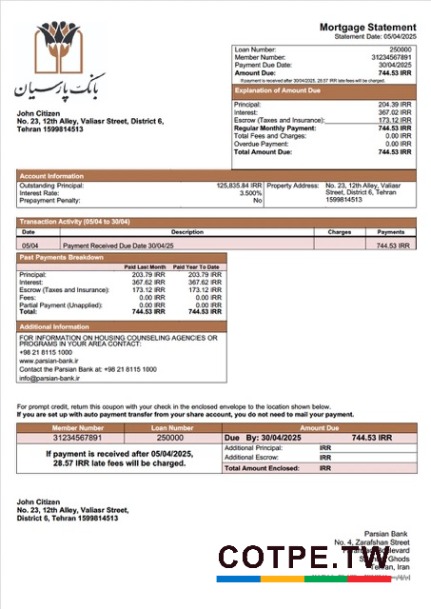 بانک پارسیان
Mortgage Statement
Statement Date: 05/04/2025
Loan Number: 250000
Member Number: 31234567891
Payment Due Date: 30/04/2025
Amount Due: 744.53 IRR
If payment is received after 30/04/2025, 28.57 IRR late fees will be charged.
John Citizen
No. 23, 12th Alley, Valiasr Street, District 6,
Tehran 1599814513
Explanation of Amount Due
Principal: 204.39 IRR
Interest: 367.02 IRR
Escrow (Taxes and Insurance): 173.12 IRR
Regular Monthly Payment: 744.53 IRR
Total Fees and Charges: 0.00 IRR
Overdue Payment: 0.00 IRR
Total Amount Due: 744.53 IRR
Account Information
Outstanding Principal: 125,835.84 IRR
Interest Rate: 3.500%
Prepayment Penalty: No
Property Address: No. 23, 12th Alley, Valiasr
Street, District 6, Tehran
1599814513
Transaction Activity (05/04 to 30/04)
Date Description Charges Payments
05/04 Payment Received Due Date 30/04/25 744.53 IRR
Past Payments Breakdown
Paid Last Month Paid Year To Date
Principal: 203.79 IRR 203.79 IRR
Interest: 367.62 IRR 367.62 IRR
Escrow (Taxes and Insurance): 173.12 IRR 173.12 IRR
Fees: 0.00 IRR 0.00 IRR
Partial Payment (Unapplied): 0.00 IRR 0.00 IRR
Total: 744.53 IRR 744.53 IRR
Additional Information
FOR INFORMATION ON HOUSING COUNSELING AGENCIES OR
PROGRAMS IN YOUR AREA CONTACT:
+98 21 8115 1000
www.parsian-bank.ir
Contact the Parsian Bank at: +98 21 8115 1000
info@parsian-bank.ir
For prompt credit, return this coupon with your check in the enclosed envelope to the location shown below.
If you are set up with auto payment transfer from your share account, you do not need to mail your payment.
Member Number Loan Number Amount Due
31234567891 250000 Due By: 30/04/2025 744.53 IRR
If payment is received after 05/04/2025,
28.57 IRR late fees will be charged.
Additional Principal: IRR
Additional Escrow: IRR
Total Amount Enclosed: IRR
John Citizen
No. 23, 12th Alley, Valiasr Street,
District 6, Tehran 1599814513
Parsian Bank
No. 4, Zarafshan Street
Ghods
Tehran, Iran
COTPE.TW